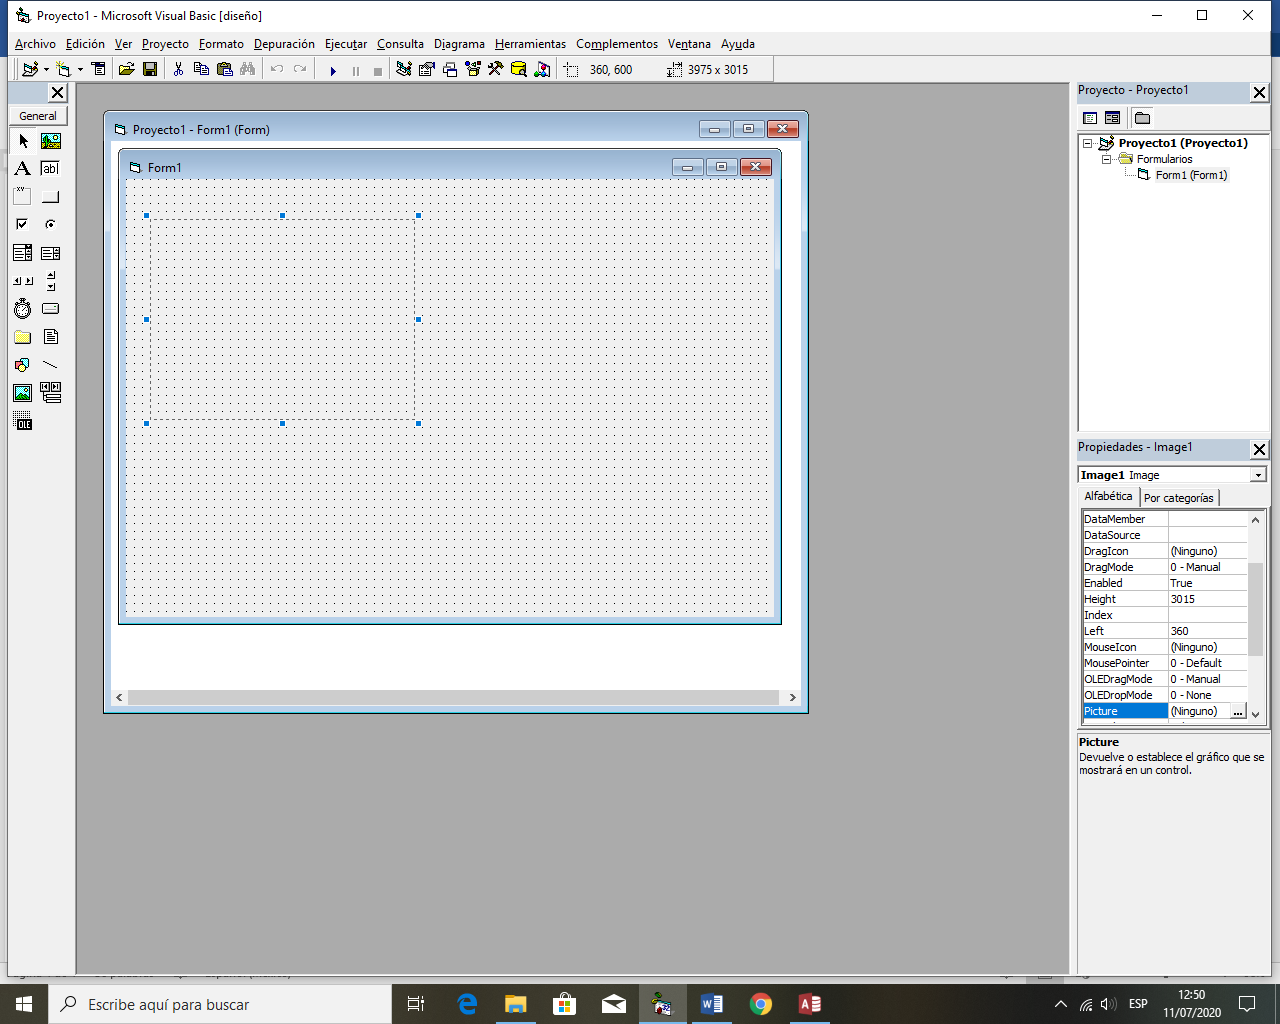 Proyecto1 - Microsoft Visual Basic [diseño]
Archivo Edición Ver Proyecto Formato Depuración Ejecutar Consulta Diagrama Herramientas Complementos Ventana Ayuda
360, 600 3975 x 3015
General
A ab|
XY
OLE
Proyecto1 - Form1 (Form)
Form1
Proyecto - Proyecto1
Proyecto1 (Proyecto1)
Formularios
Form1 (Form1)
Propiedades - Image1
Image1 Image
Alfabética Por categorías
DataMember
DataSource
DragIcon (Ninguno)
DragMode 0 - Manual
Enabled True
Height 3015
Index
Left 360
MouseIcon (Ninguno)
MousePointer 0 - Default
OLEDragMode 0 - Manual
OLEDropMode 0 - None
Picture (Ninguno) ...
Picture
Devuelve o establece el gráfico que se
mostrará en un control.
Escribe aquí para buscar
ESP
12:50
11/07/2020